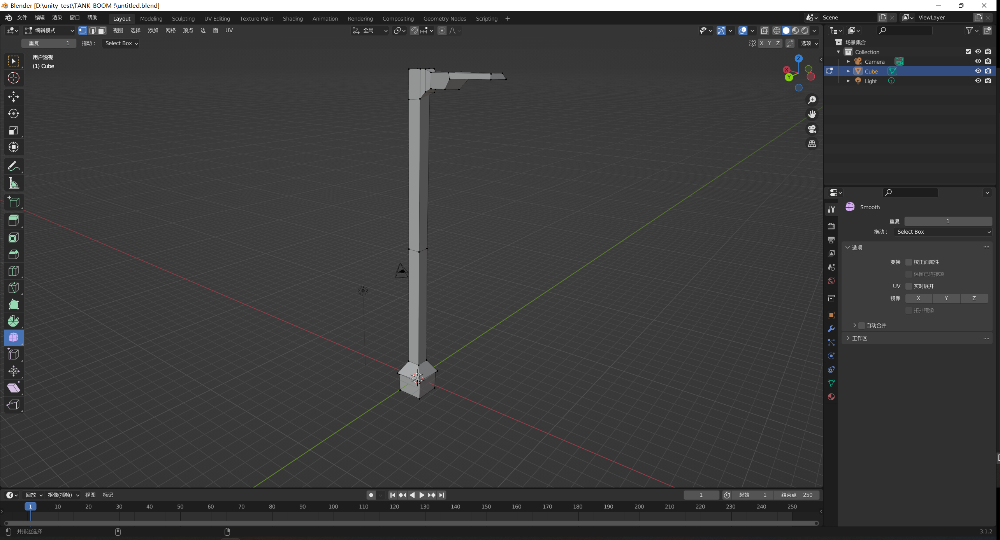 Blender [D:\unity_test\TANK_BOOM !\untitled.blend]
文件 编辑 渲染 窗口 帮助 Layout Modeling Sculpting UV Editing Texture Paint Shading Animation Rendering Compositing Geometry Nodes Scripting + Scene ViewLayer
编辑模式 视图 选择 添加 网格 顶点 边 面 UV 全局
重复 1 拖动： Select Box X Y Z 选项
用户透视
(1) Cube
Z
X
Y
场景集合
Collection
Camera
Cube
Light
Smooth
重复 1
拖动： Select Box
选项
变换 校正面属性
保留已连接项
UV 实时展开
镜像 X Y Z
拓扑镜像
自动合并
工作区
回放 抠像(插帧) 视图 标记 1 起始 1 结束点 250
1 10 20 30 40 50 60 70 80 90 100 110 120 130 140 150 160 170 180 190 200 210 220 230 240 250
并排边选择 3.1.2